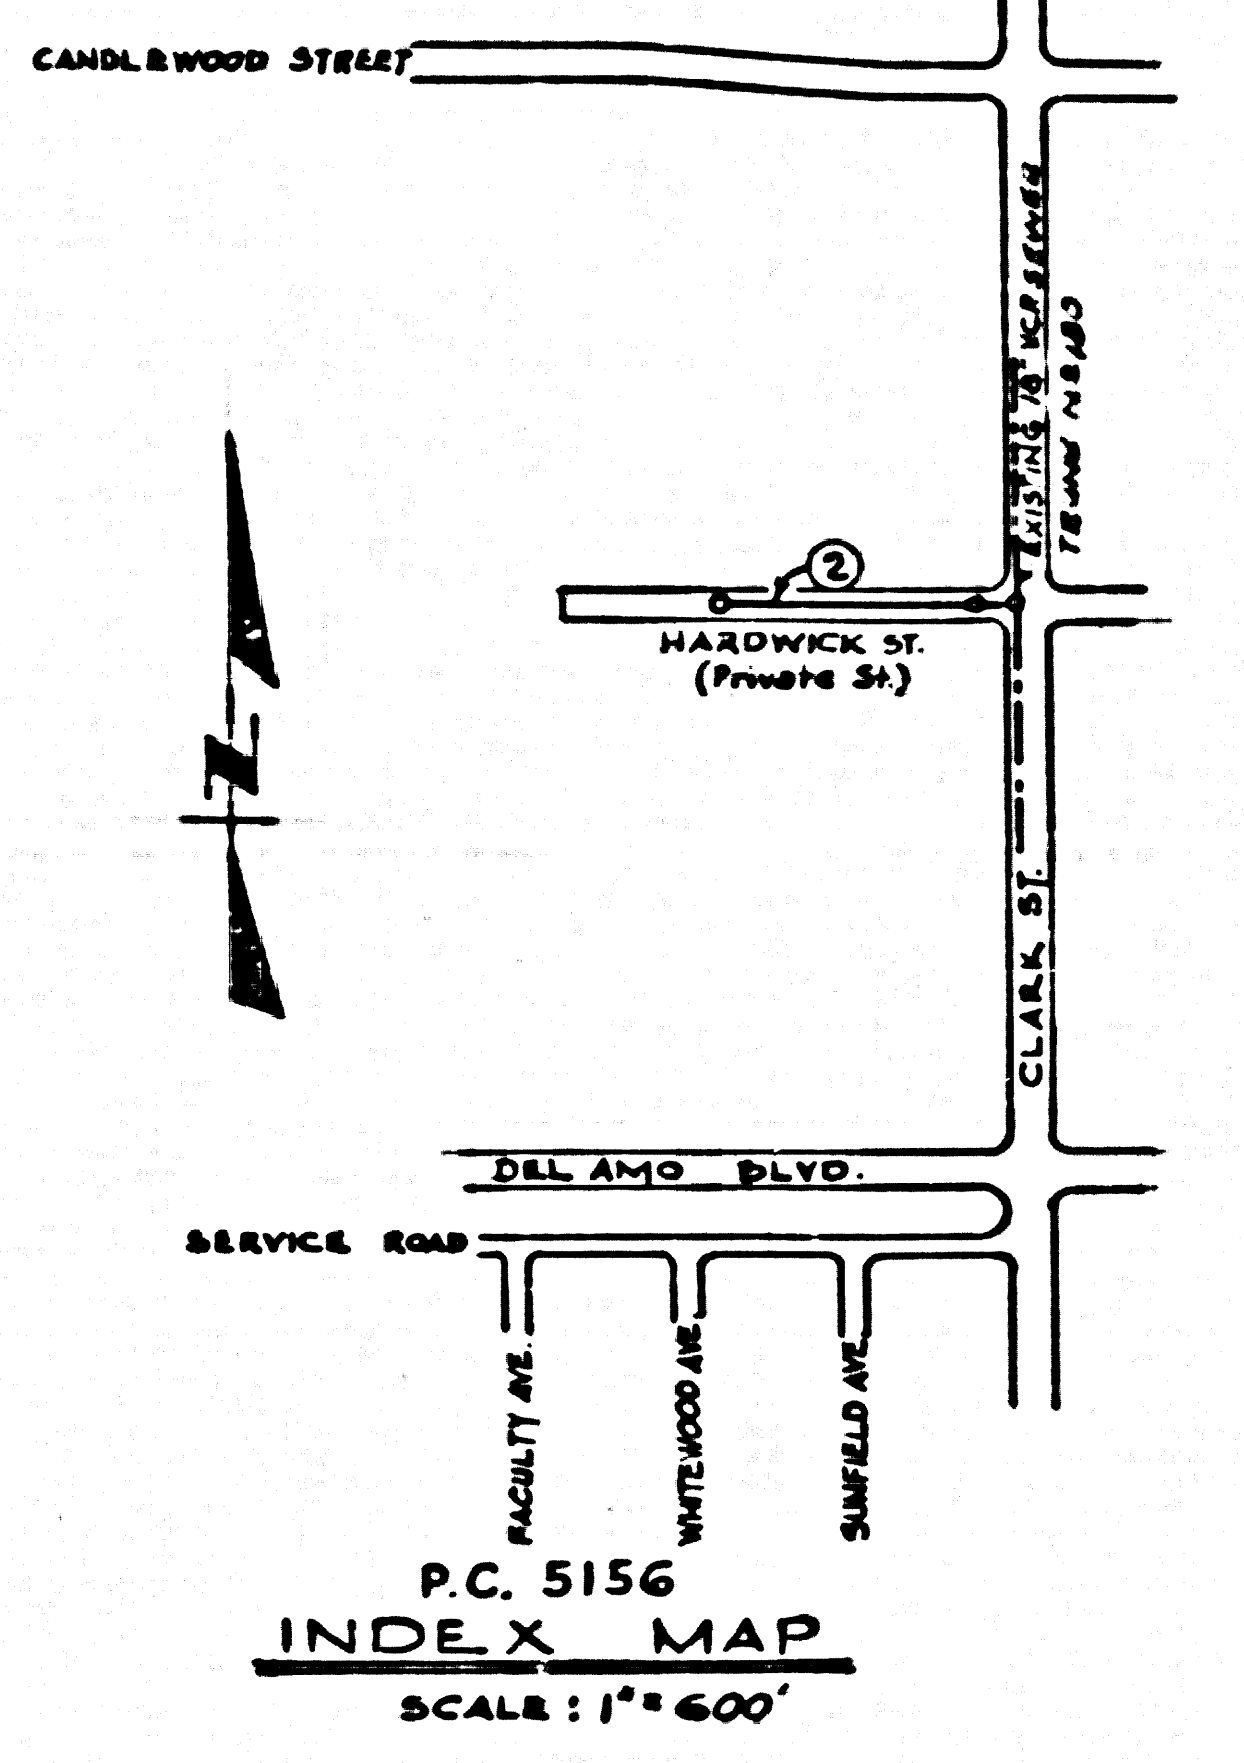 CANDLEWOOD STREET
EXISTING 10" VCP SEWER
2
HARDWICK ST.
(Private St.)
N
CLARK ST.
DEL AMO BLVD.
SERVICE ROAD
FACULTY AVE.
WHITEWOOD AVE.
SUNFIELD AVE.
P.C. 5156
INDEX MAP
SCALE: 1" = 600'